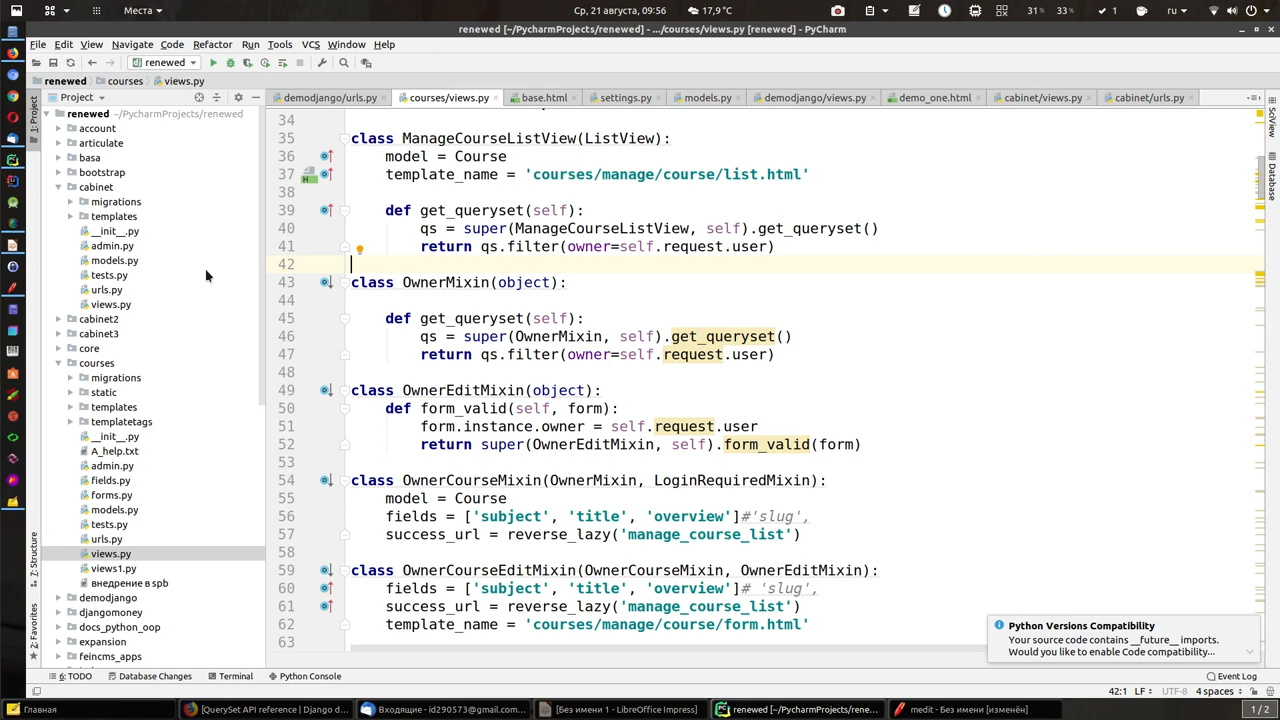 Места
Ср, 21 августа, 09:56
17,9 °C
31%
33%
1
ru
renewed [~/PycharmProjects/renewed] - .../courses/views.py [renewed] - PyCharm
File Edit View Navigate Code Refactor Run Tools VCS Window Help
renewed
renewed courses views.py
Project
demodjango/urls.py courses/views.py base.html settings.py models.py demodjango/views.py demo_one.html cabinet/views.py cabinet/urls.py
1: Project
7: Structure
2: Favorites
renewed ~/PycharmProjects/renewed
account
articulate
basa
bootstrap
cabinet
migrations
templates
__init__.py
admin.py
models.py
tests.py
urls.py
views.py
cabinet2
cabinet3
core
courses
migrations
static
templates
templatetags
__init__.py
A_help.txt
admin.py
fields.py
forms.py
models.py
tests.py
urls.py
views.py
views1.py
внедрение в spb
demodjango
djangomoney
docs_python_oop
expansion
feincms_apps
34
35 class ManageCourseListView(ListView):
36 model = Course
37 template_name = 'courses/manage/course/list.html'
38
39 def get_queryset(self):
40 qs = super(ManageCourseListView, self).get_queryset()
41 return qs.filter(owner=self.request.user)
42
43 class OwnerMixin(object):
44
45 def get_queryset(self):
46 qs = super(OwnerMixin, self).get_queryset()
47 return qs.filter(owner=self.request.user)
48
49 class OwnerEditMixin(object):
50 def form_valid(self, form):
51 form.instance.owner = self.request.user
52 return super(OwnerEditMixin, self).form_valid(form)
53
54 class OwnerCourseMixin(OwnerMixin, LoginRequiredMixin):
55 model = Course
56 fields = ['subject', 'title', 'overview']#'slug',
57 success_url = reverse_lazy('manage_course_list')
58
59 class OwnerCourseEditMixin(OwnerCourseMixin, OwnerEditMixin):
60 fields = ['subject', 'title', 'overview']# 'slug',
61 success_url = reverse_lazy('manage_course_list')
62 template_name = 'courses/manage/course/form.html'
63
SciView
Database
Python Versions Compatibility
Your source code contains __future__ imports.
Would you like to enable Code compatibility...
6: TODO Database Changes Terminal Python Console Event Log
42:1 LF UTF-8 4 spaces
Главная
[QuerySet API reference | Django d...
Входящие - id290573@gmail.com...
[Без имени 1 - LibreOffice Impress]
renewed [~/PycharmProjects/rene...
medit - Без имени [изменён]
1/2